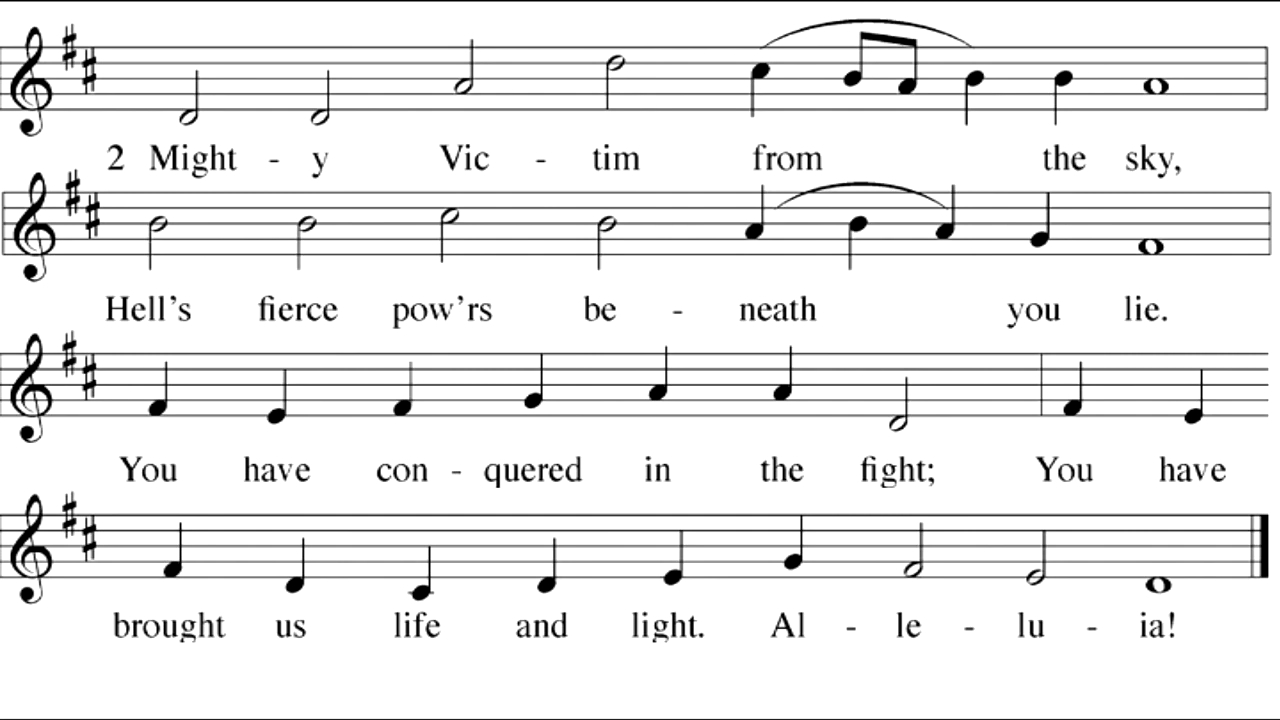 2 Might - y Vic - tim from the sky,
Hell's fierce pow'rs be - neath you lie.
You have con - quered in the fight; You have
brought us life and light. Al - le - lu - ia!